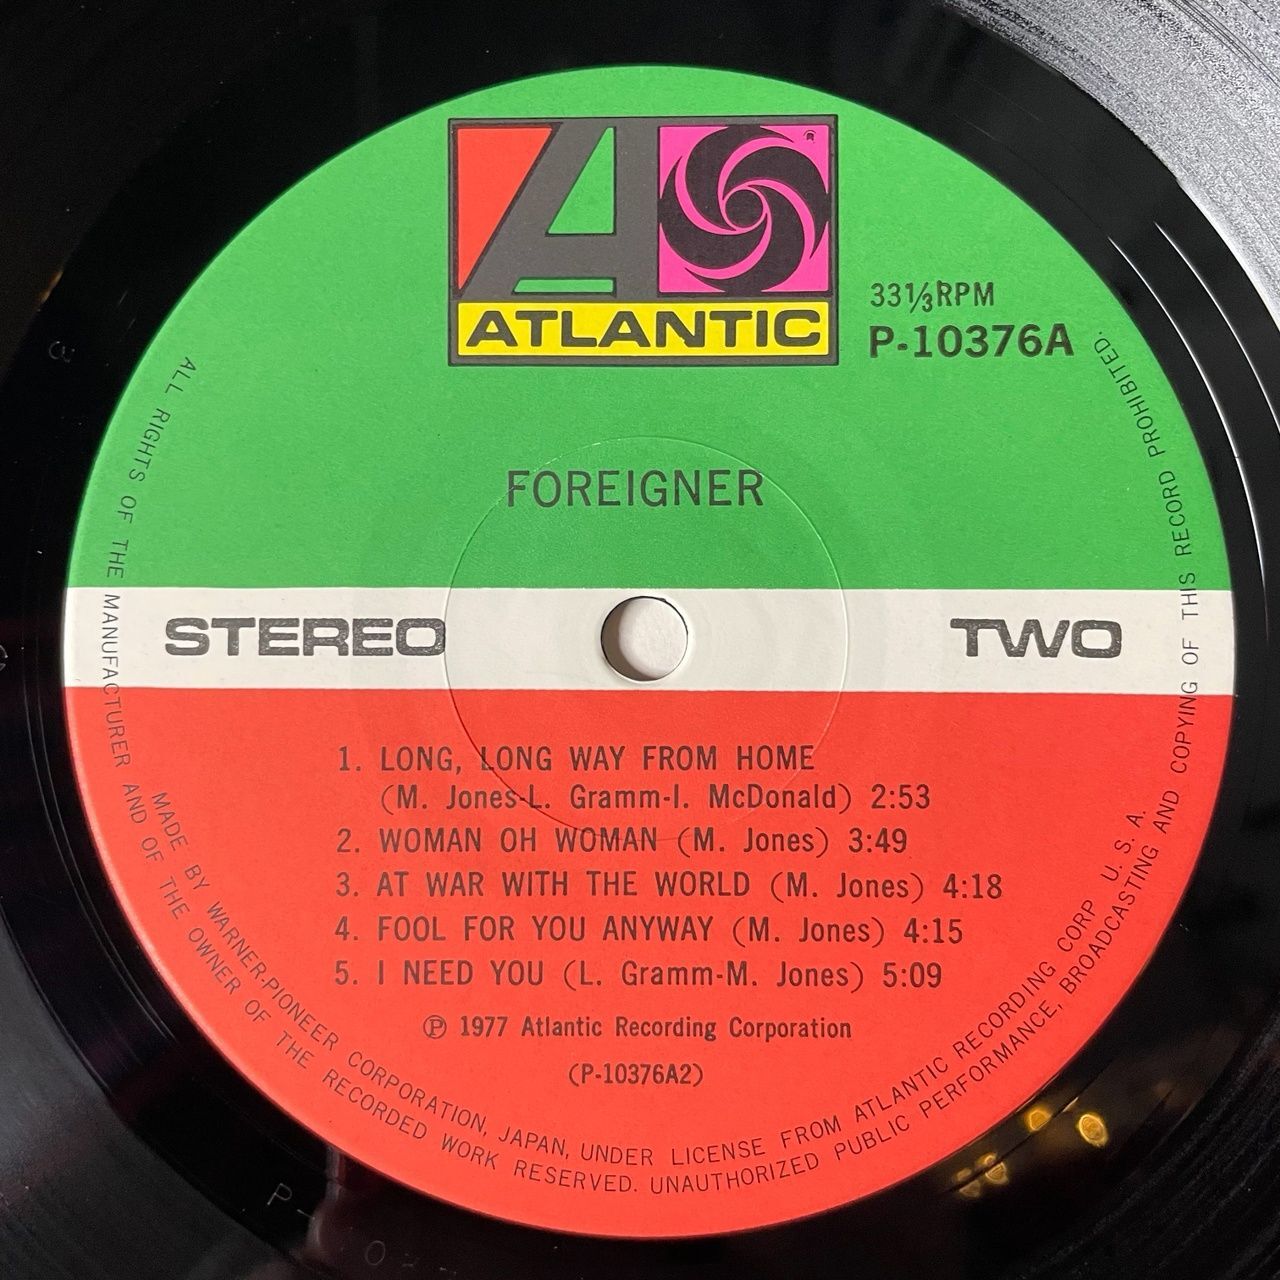 ATLANTIC
33⅓RPM
P-10376A
FOREIGNER
STEREO
TWO
1. LONG, LONG WAY FROM HOME
(M. Jones-L. Gramm-I. McDonald) 2:53
2. WOMAN OH WOMAN (M. Jones) 3:49
3. AT WAR WITH THE WORLD (M. Jones) 4:18
4. FOOL FOR YOU ANYWAY (M. Jones) 4:15
5. I NEED YOU (L. Gramm-M. Jones) 5:09
Ⓟ 1977 Atlantic Recording Corporation
(P-10376A2)
MADE BY WARNER-PIONEER CORPORATION, JAPAN, UNDER LICENSE FROM ATLANTIC RECORDING CORP U. S. A.
ALL RIGHTS OF THE MANUFACTURER AND OF THE OWNER OF THE RECORDED WORK RESERVED. UNAUTHORIZED PUBLIC PERFORMANCE, BROADCASTING AND COPYING OF THIS RECORD PROHIBITED.